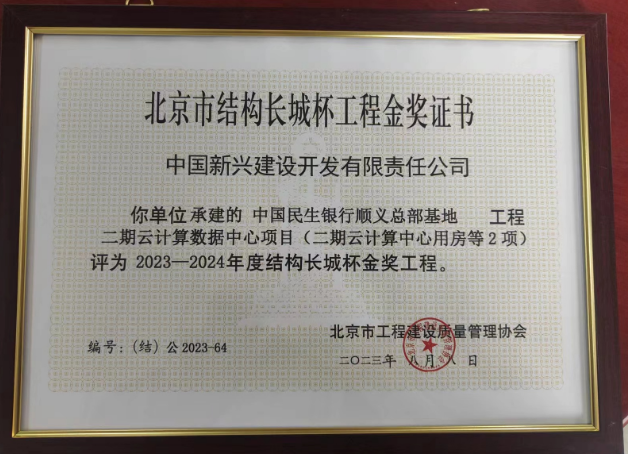 北京市结构长城杯工程金奖证书
中国新兴建设开发有限责任公司
你单位承建的 中国民生银行顺义总部基地 工程
二期云计算数据中心项目（二期云计算中心用房等2项）
评为 2023—2024年度结构长城杯金奖工程。
北京市工程建设质量管理协会
编号：(结) 公 2023-64
二〇二三年 八月 八日